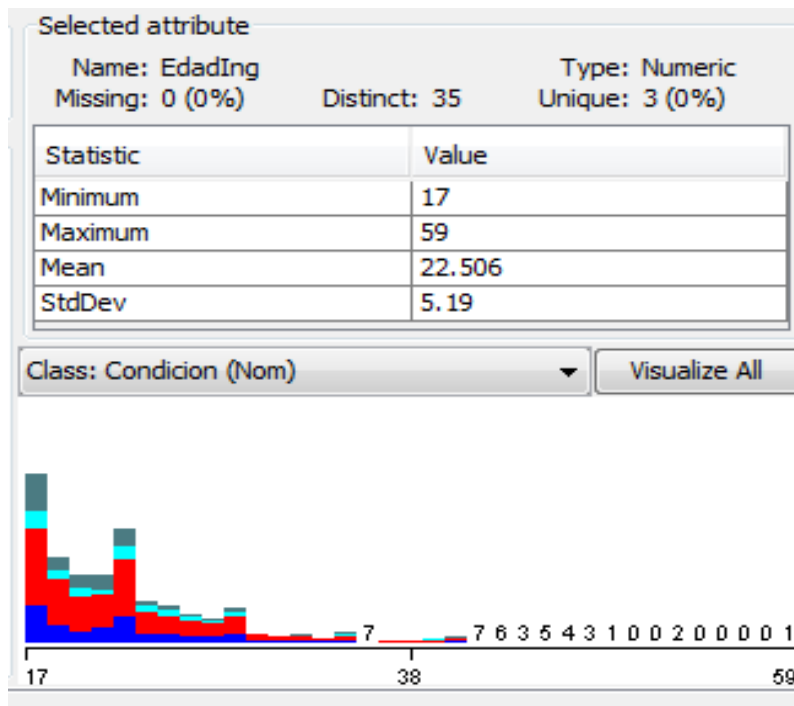 Selected attribute
Name: EdadIng Type: Numeric
Missing: 0 (0%) Distinct: 35 Unique: 3 (0%)
Statistic Value
Minimum 17
Maximum 59
Mean 22.506
StdDev 5.19
Class: Condicion (Nom) Visualize All
7 7 6 3 5 4 3 1 0 0 2 0 0 0 0 1
17 38 59